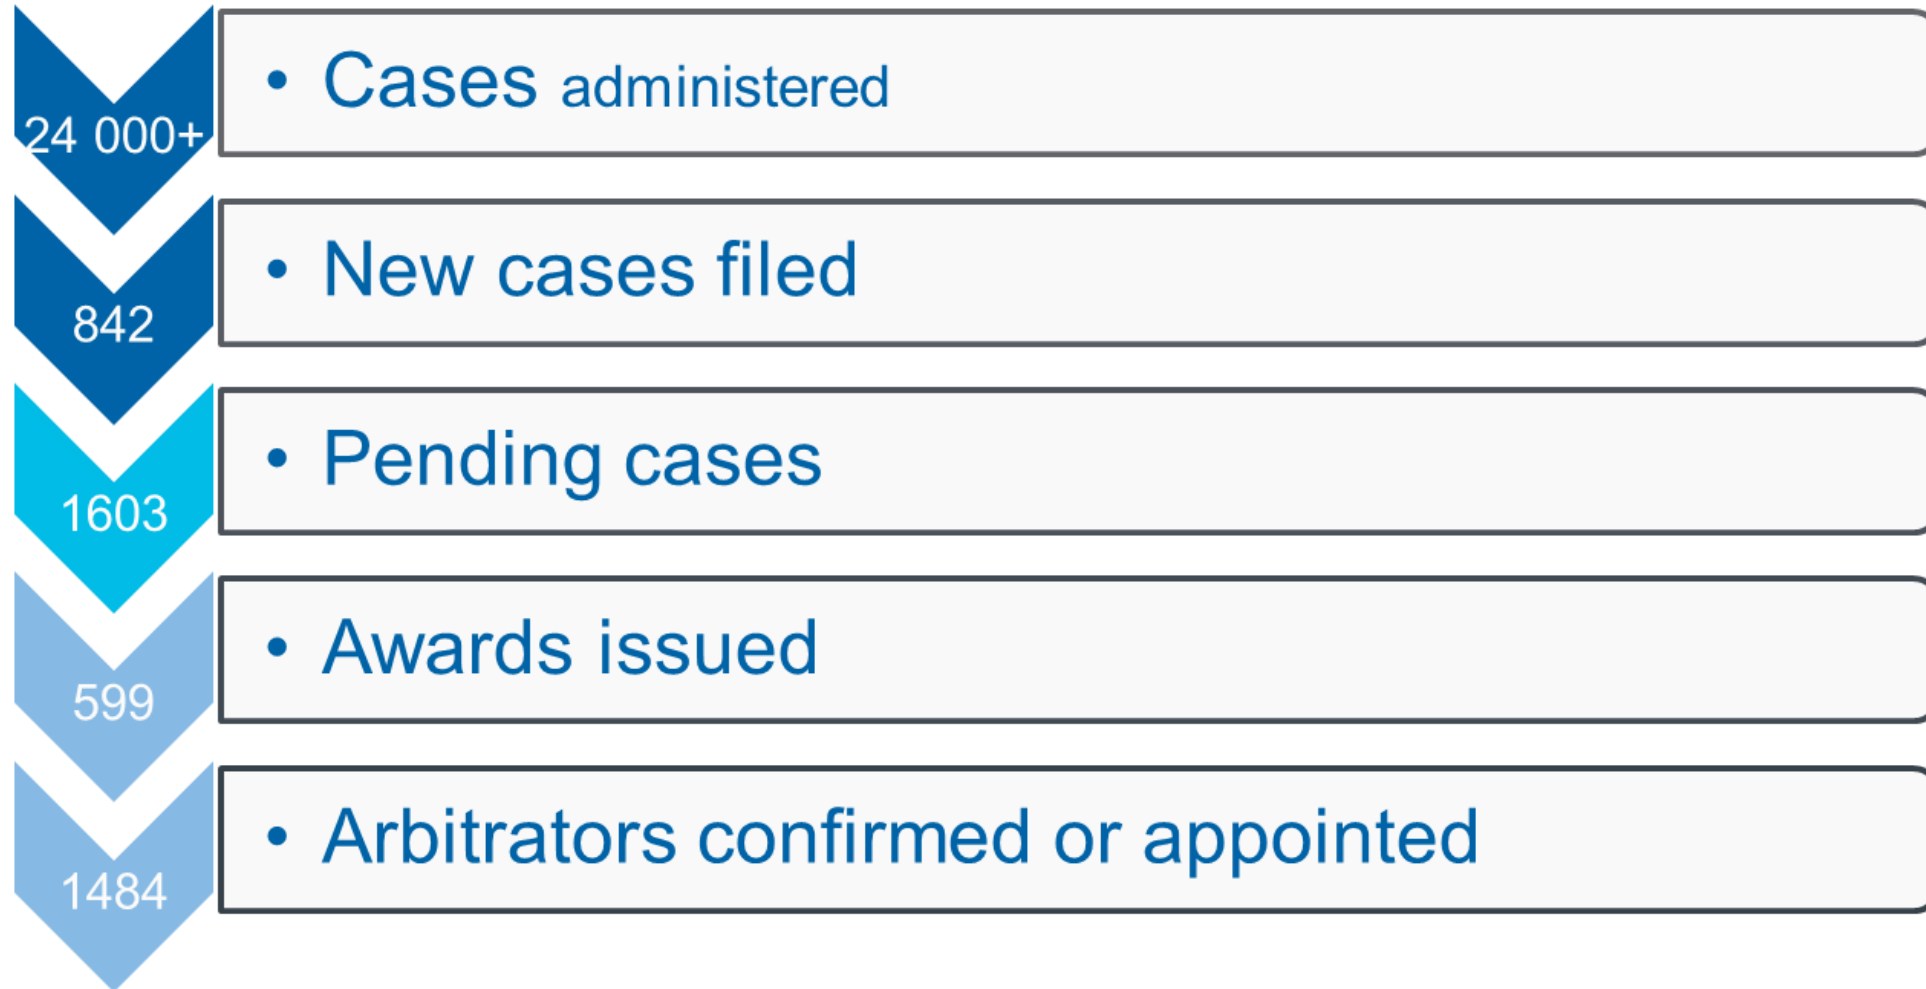 24 000+
• Cases administered
842
• New cases filed
1603
• Pending cases
599
• Awards issued
1484
• Arbitrators confirmed or appointed